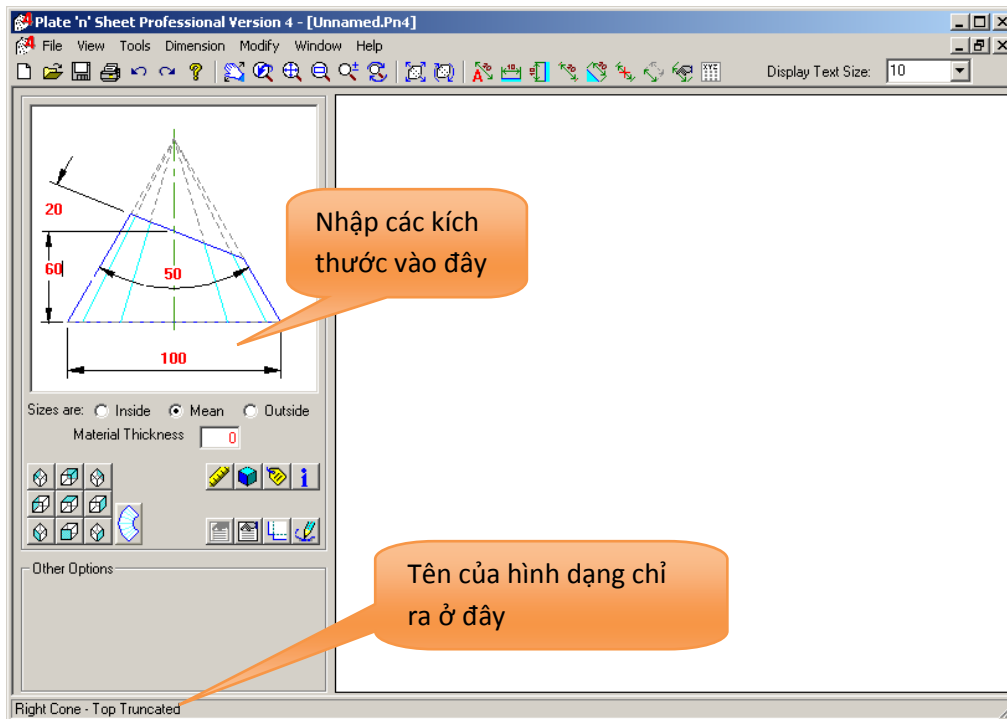 Plate 'n' Sheet Professional Version 4 - [Unnamed.Pn4]
File View Tools Dimension Modify Window Help
Display Text Size: 10
20
60
50
100
Nhập các kích
thước vào đây
Sizes are: Inside Mean Outside
Material Thickness 0
Other Options
Tên của hình dạng chỉ
ra ở đây
Right Cone - Top Truncated